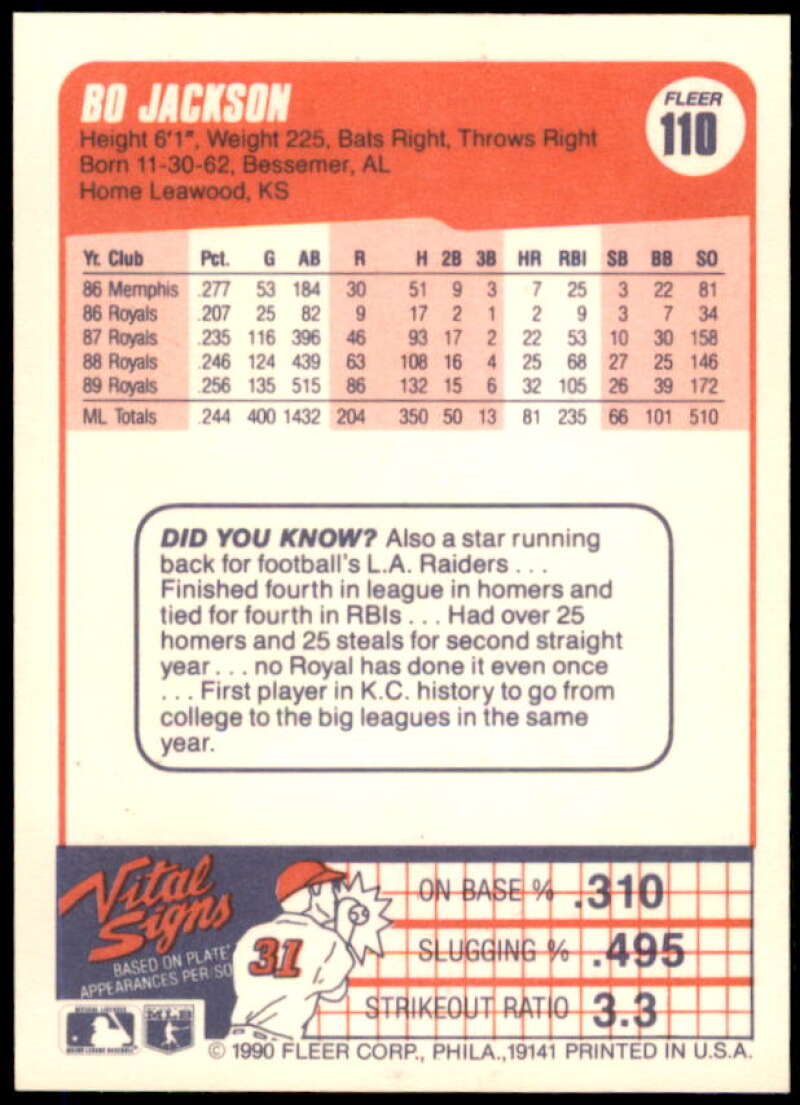 BO JACKSON
Height 6'1", Weight 225, Bats Right, Throws Right
Born 11-30-62, Bessemer, AL
Home Leawood, KS
FLEER
110
Yr. Club Pct. G AB R H 2B 3B HR RBI SB BB SO
86 Memphis .277 53 184 30 51 9 3 7 25 3 22 81
86 Royals .207 25 82 9 17 2 1 2 9 3 7 34
87 Royals .235 116 396 46 93 17 2 22 53 10 30 158
88 Royals .246 124 439 63 108 16 4 25 68 27 25 146
89 Royals .256 135 515 86 132 15 6 32 105 26 39 172
ML Totals .244 400 1432 204 350 50 13 81 235 66 101 510
DID YOU KNOW? Also a star running
back for football's L.A. Raiders . . .
Finished fourth in league in homers and
tied for fourth in RBIs . . . Had over 25
homers and 25 steals for second straight
year . . . no Royal has done it even once
. . . First player in K.C. history to go from
college to the big leagues in the same
year.
Vital
Signs
BASED ON PLATE
APPEARANCES PER SO
31
ON BASE % .310
SLUGGING % .495
STRIKEOUT RATIO 3.3
MLB
© 1990 FLEER CORP., PHILA.,19141 PRINTED IN U.S.A.